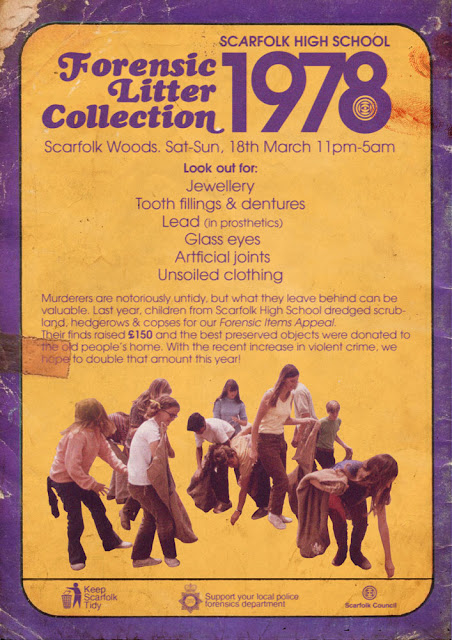 SCARFOLK HIGH SCHOOL
Forensic
Litter
Collection
1978
Scarfolk Woods. Sat-Sun, 18th March 11pm-5am
Look out for:
Jewellery
Tooth fillings & dentures
Lead (in prosthetics)
Glass eyes
Artficial joints
Unsoiled clothing
Murderers are notoriously untidy, but what they leave behind can be
valuable. Last year, children from Scarfolk High School dredged scrub-
land, hedgerows & copses for our Forensic Items Appeal.
Their finds raised £150 and the best preserved objects were donated to
the old people's home. With the recent increase in violent crime, we
hope to double that amount this year!
Keep
Scarfolk
Tidy
Support your local police
forensics department
Scarfolk Council